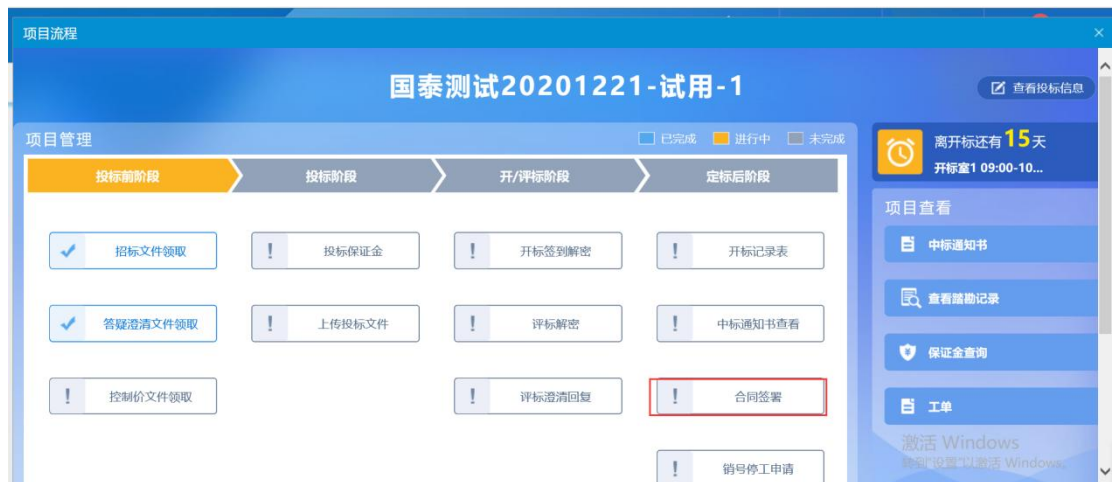 项目流程
国泰测试20201221-试用-1
查看投标信息
项目管理
已完成 进行中 未完成
投标前阶段 投标阶段 开/评标阶段 定标后阶段
招标文件领取 投标保证金 开标签到解密 开标记录表
答疑澄清文件领取 上传投标文件 评标解密 中标通知书查看
控制价文件领取 评标澄清回复 合同签署
销号停工申请
离开标还有15天
开标室1 09:00-10...
项目查看
中标通知书
查看踏勘记录
保证金查询
工单
激活 Windows
转到"设置"以激活 Windows。